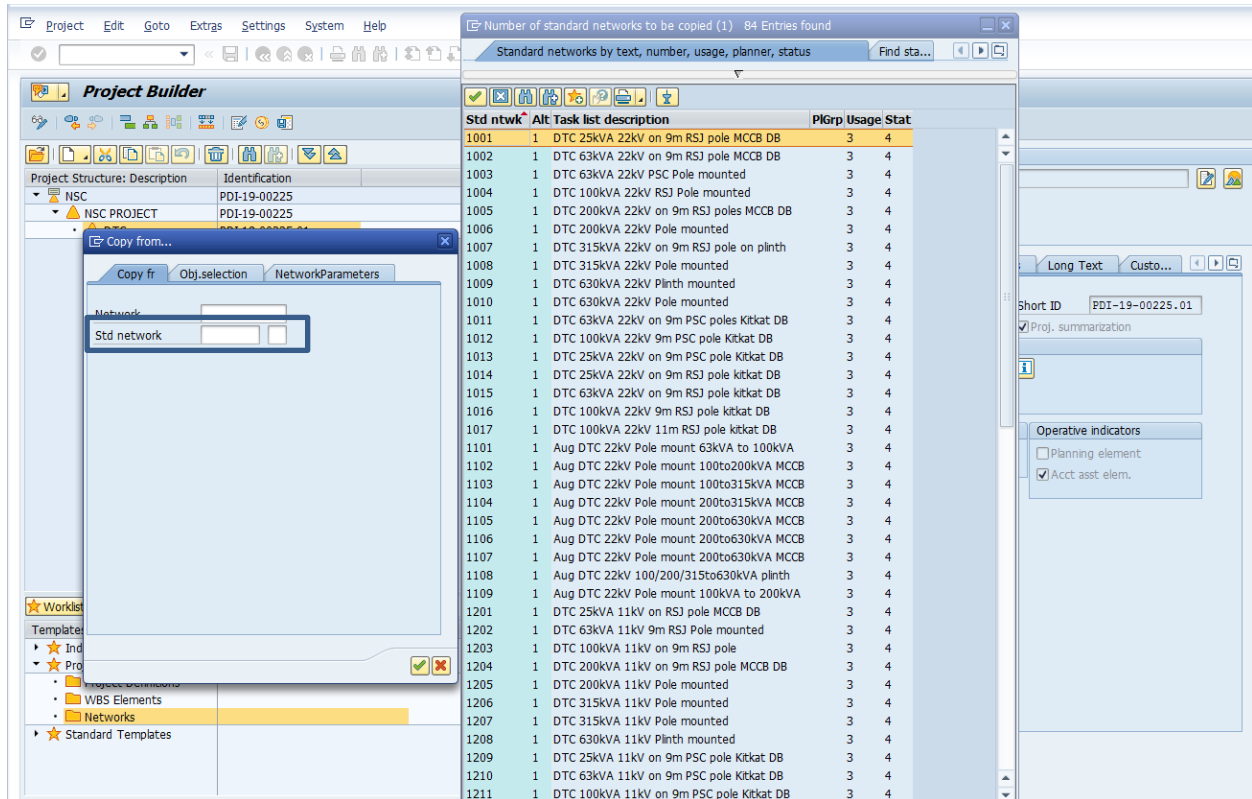 Project Edit Goto Extras Settings System Help
Project Builder
Project Structure: Description Identification
NSC PDI-19-00225
NSC PROJECT PDI-19-00225
Copy from...
Copy fr Obj.selection NetworkParameters
Network
Std network
Worklist
Templates
WBS Elements
Networks
Standard Templates
Number of standard networks to be copied (1) 84 Entries found
Standard networks by text, number, usage, planner, status Find sta...
Std ntwk Alt Task list description PlGrp Usage Stat
1001 1 DTC 25kVA 22kV on 9m RSJ pole MCCB DB 3 4
1002 1 DTC 63kVA 22kV on 9m RSJ pole MCCB DB 3 4
1003 1 DTC 63kVA 22kV PSC Pole mounted 3 4
1004 1 DTC 100kVA 22kV RSJ Pole mounted 3 4
1005 1 DTC 200kVA 22kV on 9m RSJ poles MCCB DB 3 4
1006 1 DTC 200kVA 22kV Pole mounted 3 4
1007 1 DTC 315kVA 22kV on 9m RSJ pole on plinth 3 4
1008 1 DTC 315kVA 22kV Pole mounted 3 4
1009 1 DTC 630kVA 22kV Plinth mounted 3 4
1010 1 DTC 630kVA 22kV Pole mounted 3 4
1011 1 DTC 63kVA 22kV on 9m PSC poles Kitkat DB 3 4
1012 1 DTC 100kVA 22kV 9m PSC pole Kitkat DB 3 4
1013 1 DTC 25kVA 22kV on 9m PSC pole Kitkat DB 3 4
1014 1 DTC 25kVA 22kV on 9m RSJ pole kitkat DB 3 4
1015 1 DTC 63kVA 22kV on 9m RSJ pole kitkat DB 3 4
1016 1 DTC 100kVA 22kV 9m RSJ pole kitkat DB 3 4
1017 1 DTC 100kVA 22kV 11m RSJ pole kitkat DB 3 4
1101 1 Aug DTC 22kV Pole mount 63kVA to 100kVA 3 4
1102 1 Aug DTC 22kV Pole mount 100to200kVA MCCB 3 4
1103 1 Aug DTC 22kV Pole mount 100to315kVA MCCB 3 4
1104 1 Aug DTC 22kV Pole mount 200to315kVA MCCB 3 4
1105 1 Aug DTC 22kV Pole mount 200to630kVA MCCB 3 4
1106 1 Aug DTC 22kV Pole mount 200to630kVA MCCB 3 4
1107 1 Aug DTC 22kV Pole mount 200to630kVA MCCB 3 4
1108 1 Aug DTC 22kV 100/200/315to630kVA plinth 3 4
1109 1 Aug DTC 22kV Pole mount 100kVA to 200kVA 3 4
1201 1 DTC 25kVA 11kV on RSJ pole MCCB DB 3 4
1202 1 DTC 63kVA 11kV 9m RSJ Pole mounted 3 4
1203 1 DTC 100kVA 11kV on RSJ pole 3 4
1204 1 DTC 200kVA 11kV on 9m RSJ pole MCCB DB 3 4
1205 1 DTC 200kVA 11kV Pole mounted 3 4
1206 1 DTC 315kVA 11kV Pole mounted 3 4
1207 1 DTC 315kVA 11kV Pole mounted 3 4
1208 1 DTC 630kVA 11kV Plinth mounted 3 4
1209 1 DTC 25kVA 11kV on 9m PSC pole Kitkat DB 3 4
1210 1 DTC 63kVA 11kV on 9m PSC pole Kitkat DB 3 4
1211 1 DTC 100kVA 11kV on 9m PSC pole Kitkat DB 3 4
Long Text Custo...
Short ID PDI-19-00225.01
Proj. summarization
Operative indicators
Planning element
Acct asst elem.